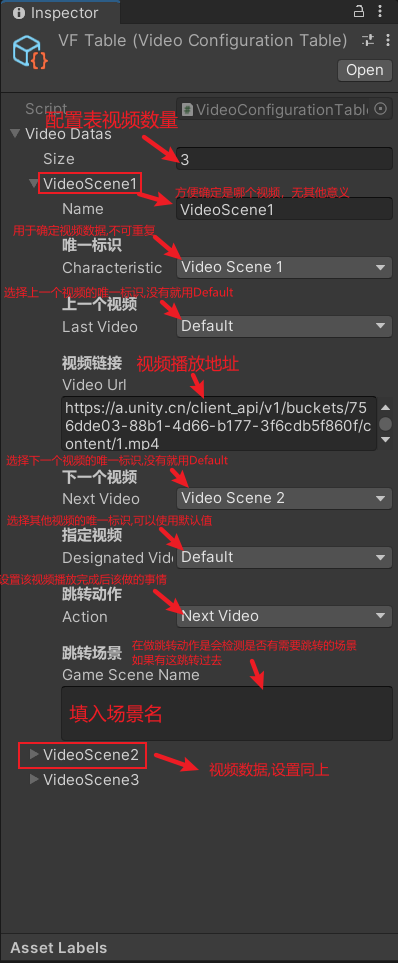 Inspector
VF Table (Video Configuration Table)
Open
Script
VideoConfigurationTable
配置表视频数量
Video Datas
Size
3
VideoScene1
方便确定是哪个视频，无其他意义
Name
VideoScene1
用于确定视频数据,不可重复
唯一标识
Characteristic
Video Scene 1
选择上一个视频的唯一标识,没有就用Default
上一个视频
Last Video
Default
视频链接
视频播放地址
Video Url
https://a.unity.cn/client_api/v1/buckets/75
6dde03-88b1-4d66-b177-3f6cdb5f860f/c
ontent/1.mp4
选择下一个视频的唯一标识,没有就用Default
下一个视频
Next Video
Video Scene 2
选择其他视频的唯一标识,可以使用默认值
指定视频
Designated Vid
Default
设置该视频播放完成后该做的事情
跳转动作
Action
Next Video
在做跳转动作是会检测是否有需要跳转的场景
跳转场景
如果有这跳转过去
Game Scene Name
填入场景名
VideoScene2
视频数据,设置同上
VideoScene3
Asset Labels